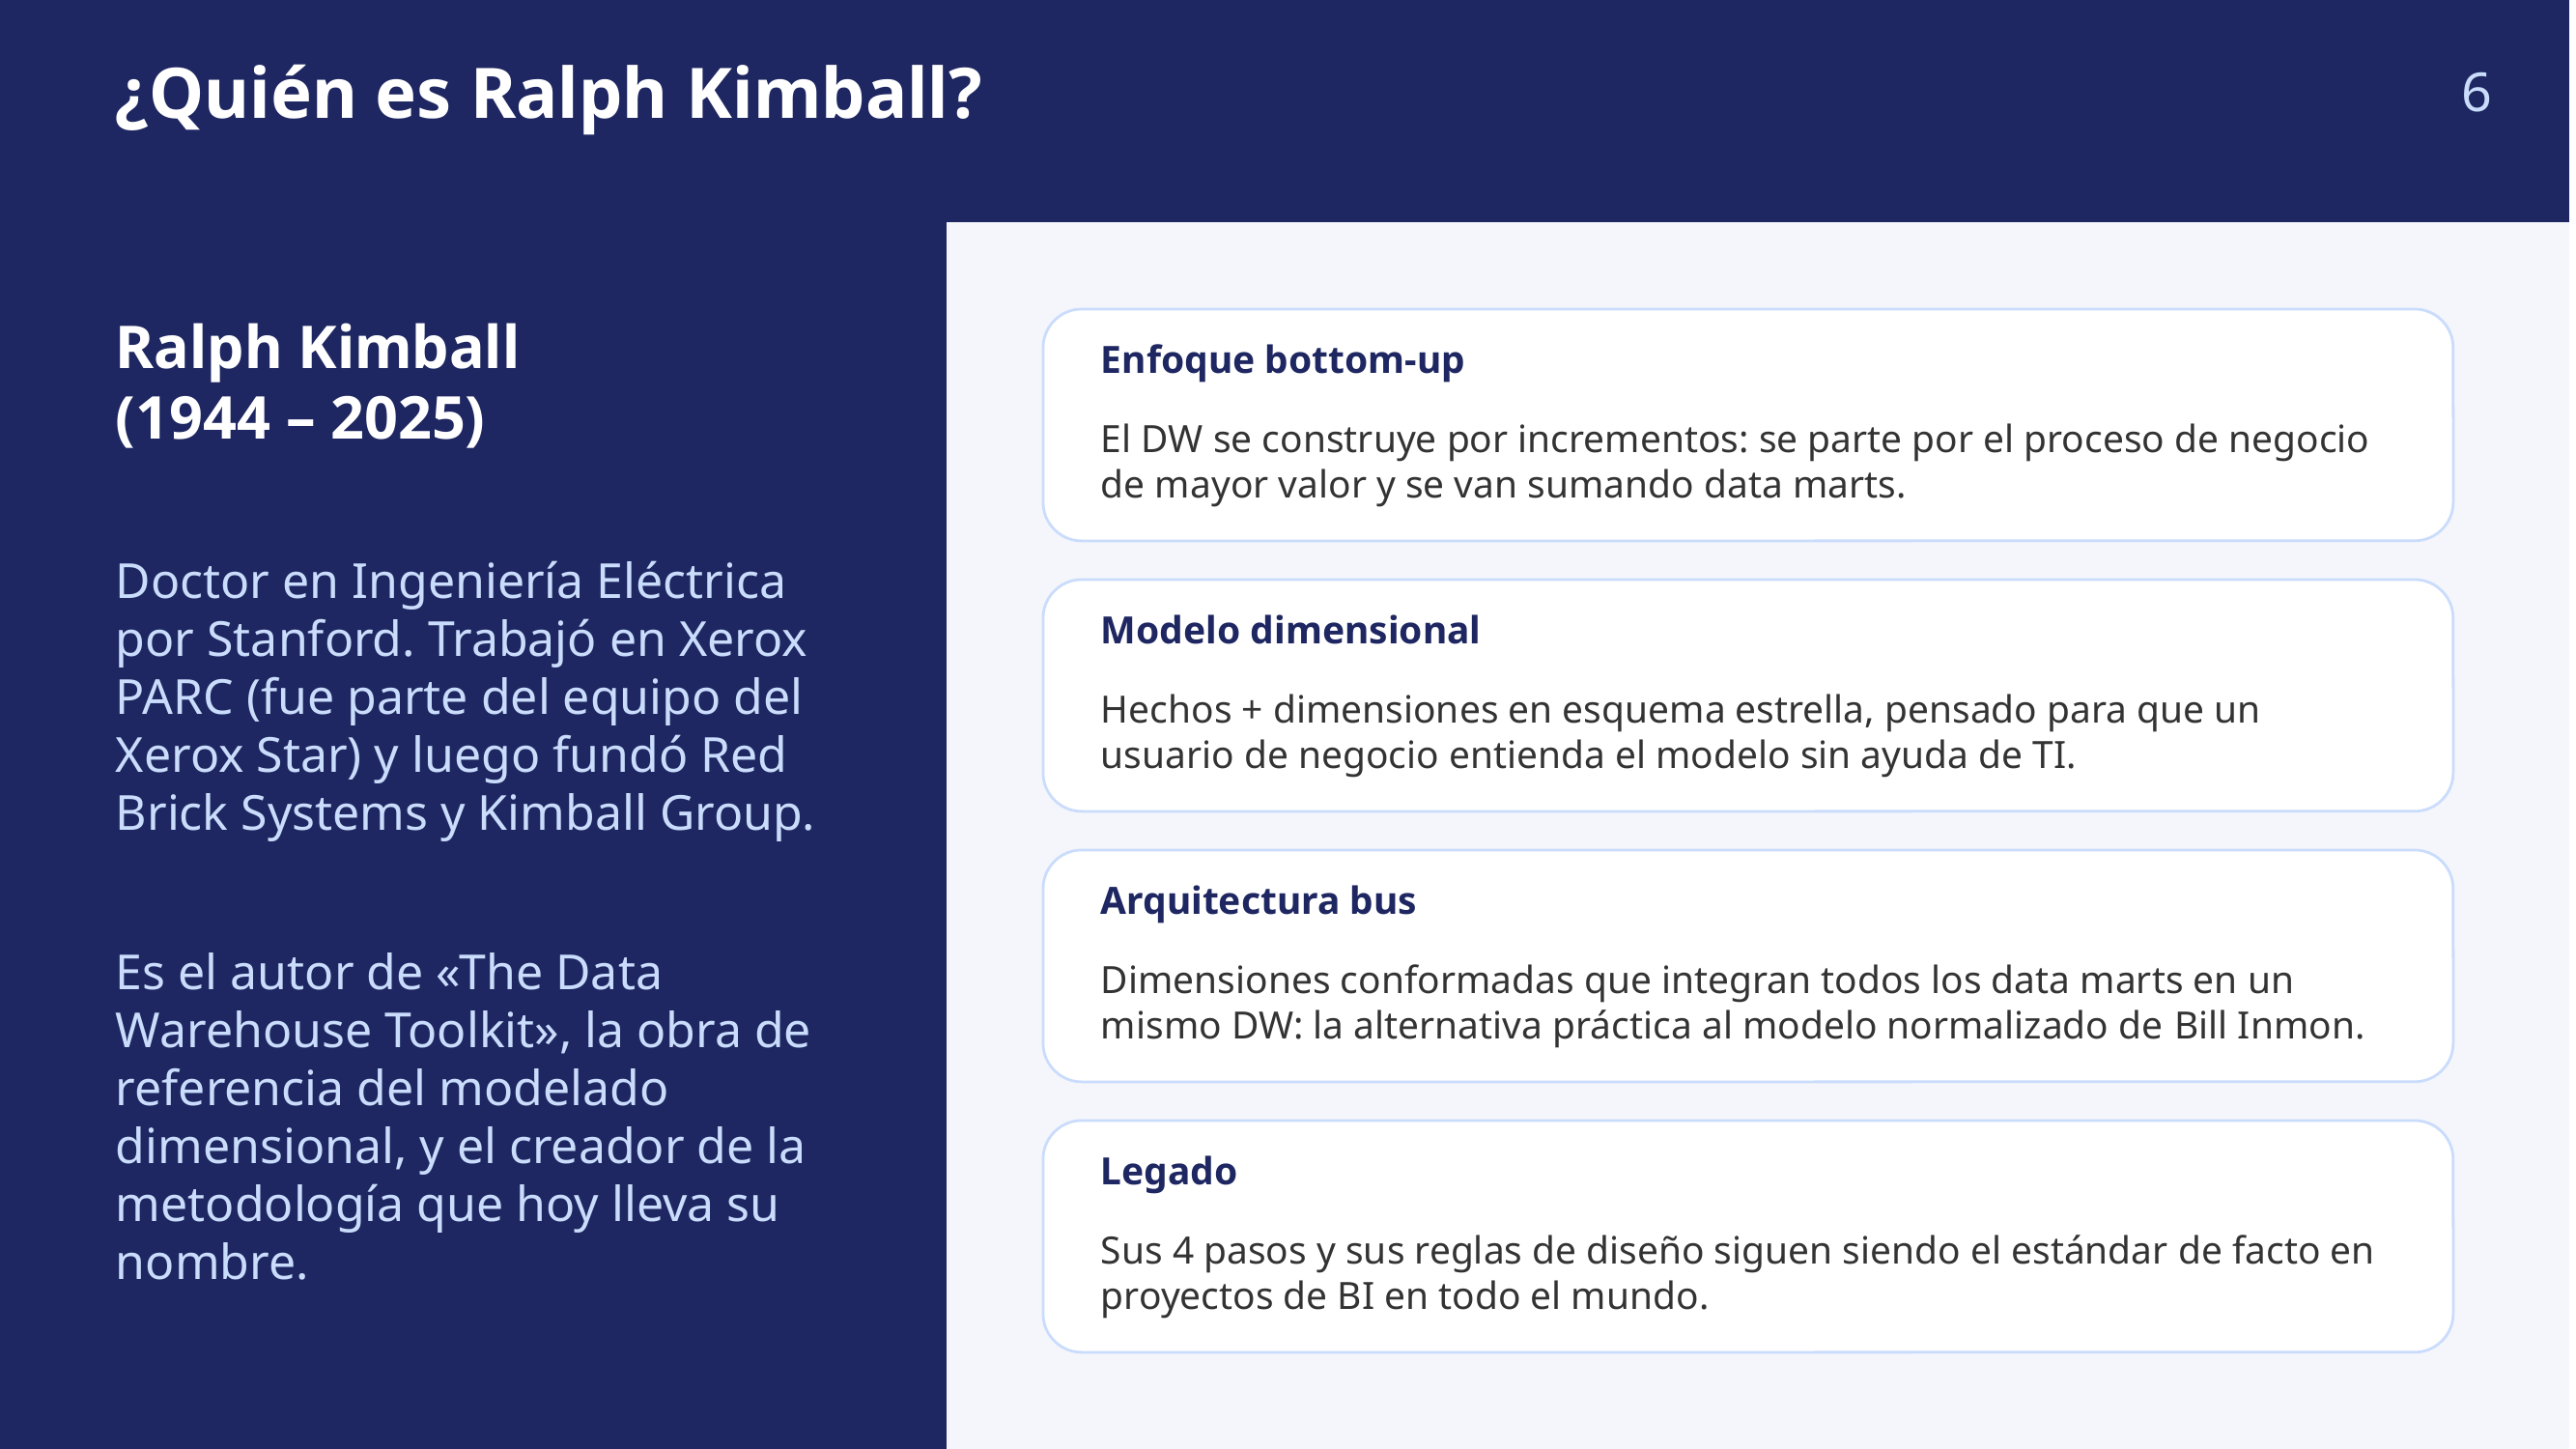 ¿Quién es Ralph Kimball?
6
Ralph Kimball
(1944 – 2025)
Doctor en Ingeniería Eléctrica
por Stanford. Trabajó en Xerox
PARC (fue parte del equipo del
Xerox Star) y luego fundó Red
Brick Systems y Kimball Group.
Es el autor de «The Data
Warehouse Toolkit», la obra de
referencia del modelado
dimensional, y el creador de la
metodología que hoy lleva su
nombre.
Enfoque bottom-up
El DW se construye por incrementos: se parte por el proceso de negocio
de mayor valor y se van sumando data marts.
Modelo dimensional
Hechos + dimensiones en esquema estrella, pensado para que un
usuario de negocio entienda el modelo sin ayuda de TI.
Arquitectura bus
Dimensiones conformadas que integran todos los data marts en un
mismo DW: la alternativa práctica al modelo normalizado de Bill Inmon.
Legado
Sus 4 pasos y sus reglas de diseño siguen siendo el estándar de facto en
proyectos de BI en todo el mundo.